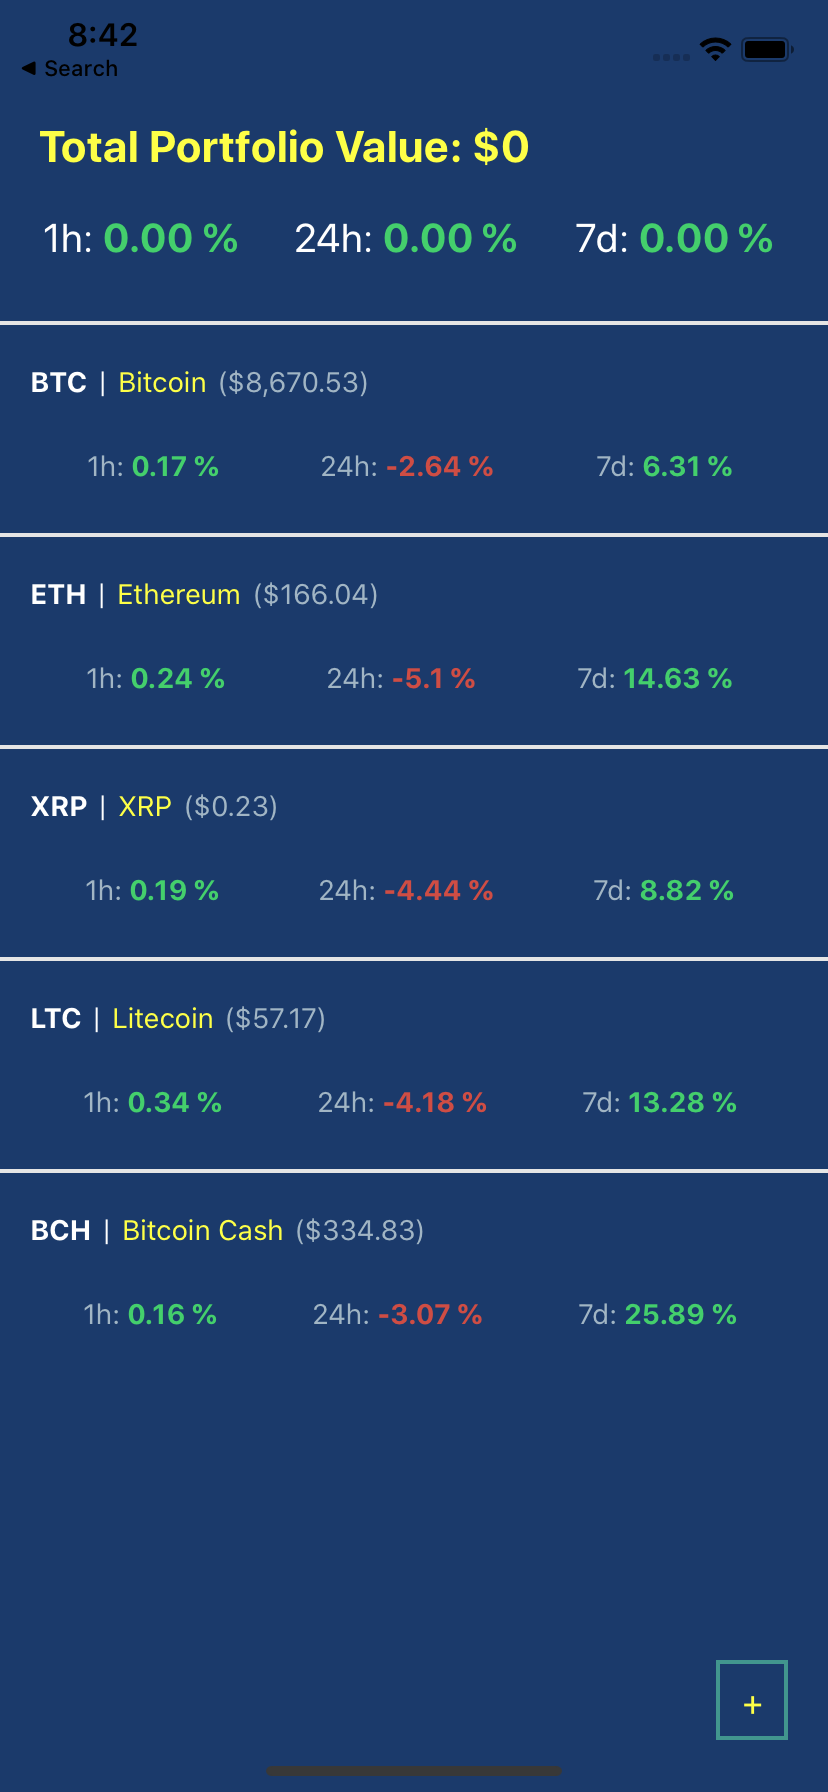 8:42
◀ Search
Total Portfolio Value: $0
1h: 0.00 % 24h: 0.00 % 7d: 0.00 %
BTC | Bitcoin ($8,670.53)
1h: 0.17 % 24h: -2.64 % 7d: 6.31 %
ETH | Ethereum ($166.04)
1h: 0.24 % 24h: -5.1 % 7d: 14.63 %
XRP | XRP ($0.23)
1h: 0.19 % 24h: -4.44 % 7d: 8.82 %
LTC | Litecoin ($57.17)
1h: 0.34 % 24h: -4.18 % 7d: 13.28 %
BCH | Bitcoin Cash ($334.83)
1h: 0.16 % 24h: -3.07 % 7d: 25.89 %
+